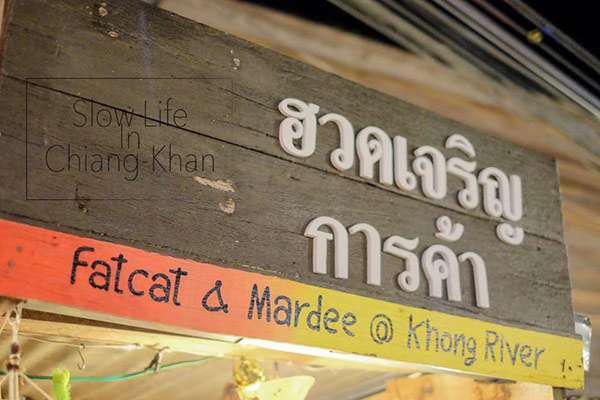 Slow Life
In
Chiang-Khan
ฮวดเจริญ
การค้า
Fatcat & Mardee @ Khong River